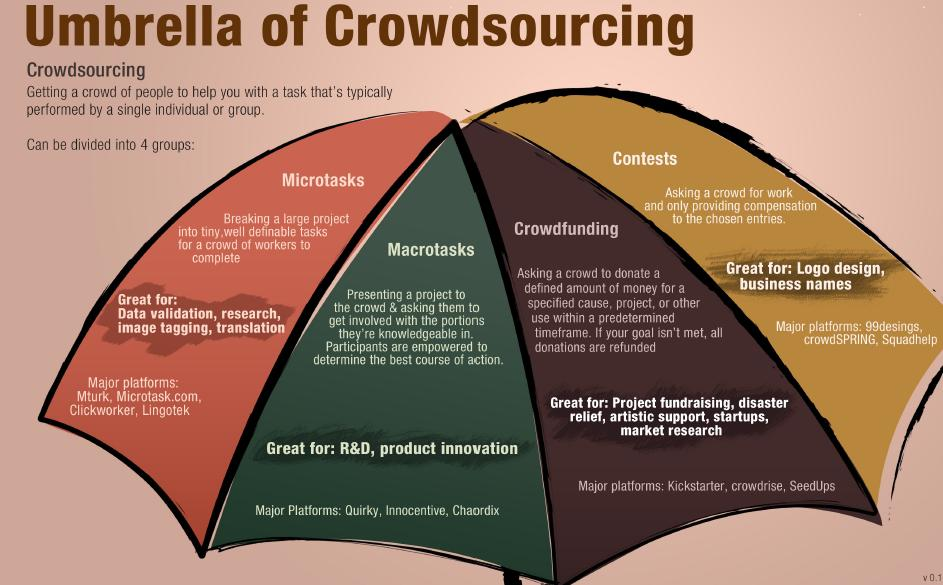 Umbrella of Crowdsourcing
Crowdsourcing
Getting a crowd of people to help you with a task that's typically
performed by a single individual or group.
Can be divided into 4 groups:
Microtasks
Breaking a large project
into tiny,well definable tasks
for a crowd of workers to
complete
Great for:
Data validation, research,
image tagging, translation
Major platforms:
Mturk, Microtask.com,
Clickworker, Lingotek
Macrotasks
Presenting a project to
the crowd & asking them to
get involved with the portions
they're knowledgeable in.
Participants are empowered to
determine the best course of action.
Great for: R&D, product innovation
Major Platforms: Quirky, Innocentive, Chaordix
Crowdfunding
Asking a crowd to donate a
defined amount of money for a
specified cause, project, or other
use within a predetermined
timeframe. If your goal isn't met, all
donations are refunded
Great for: Project fundraising, disaster
relief, artistic support, startups,
market research
Major platforms: Kickstarter, crowdrise, SeedUps
Contests
Asking a crowd for work
and only providing compensation
to the chosen entries.
Great for: Logo design,
business names
Major platforms: 99desings,
crowdSPRING, Squadhelp
v 0.1